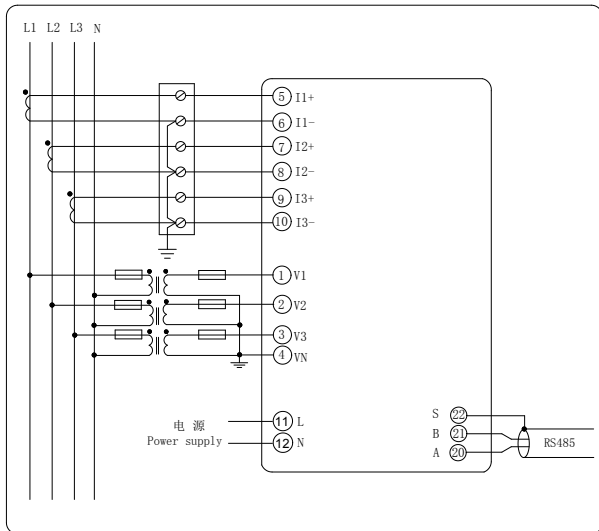 L1 L2 L3 N
5 I1+
6 I1-
7 I2+
8 I2-
9 I3+
10 I3-
1 V1
2 V2
3 V3
4 VN
电 源
Power supply
11 L
12 N
S 22
B 21
A 20
RS485